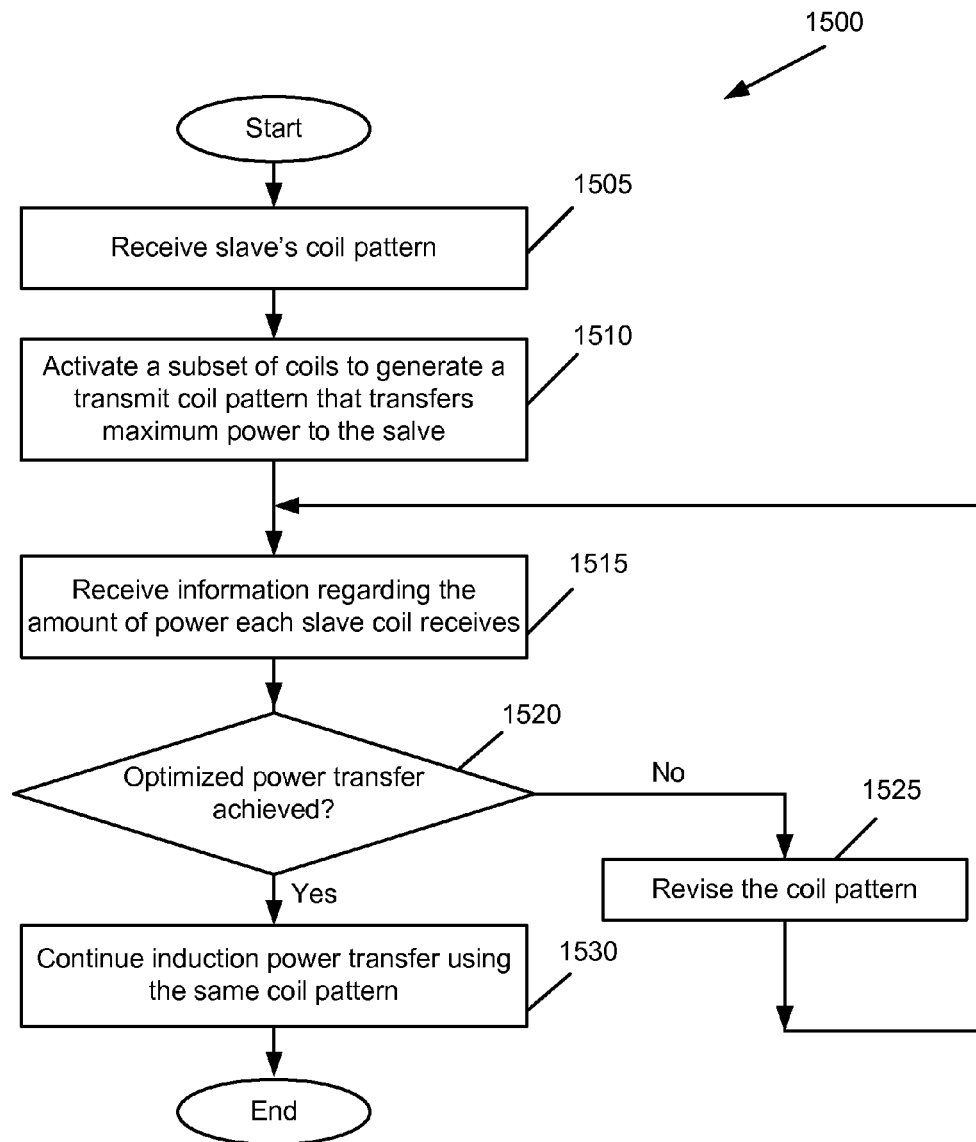 1500
Start
1505
Receive slave's coil pattern
1510
Activate a subset of coils to generate a
transmit coil pattern that transfers
maximum power to the salve
1515
Receive information regarding the
amount of power each slave coil receives
1520
Optimized power transfer
achieved?
No
1525
Revise the coil pattern
Yes
1530
Continue induction power transfer using
the same coil pattern
End